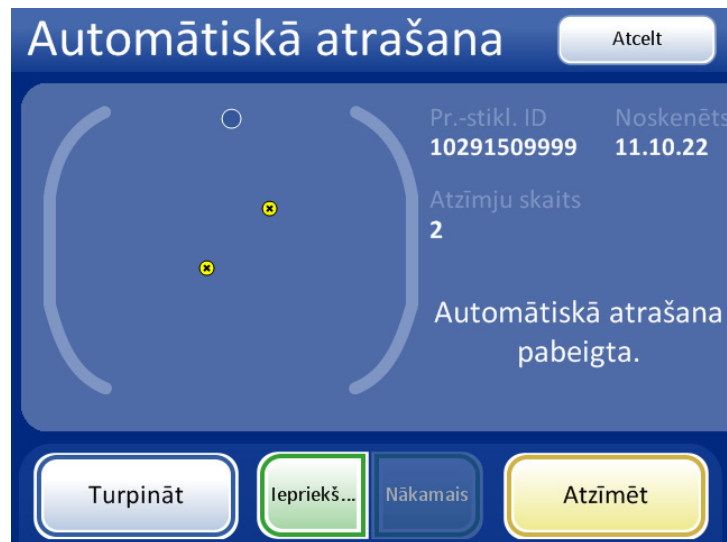 Automātiskā atrašana
Atcelt
Pr.-stikl. ID Noskenēts
10291509999 11.10.22
Atzīmju skaits
2
Automātiskā atrašana
pabeigta.
Turpināt
Iepriekš...
Nākamais
Atzīmēt